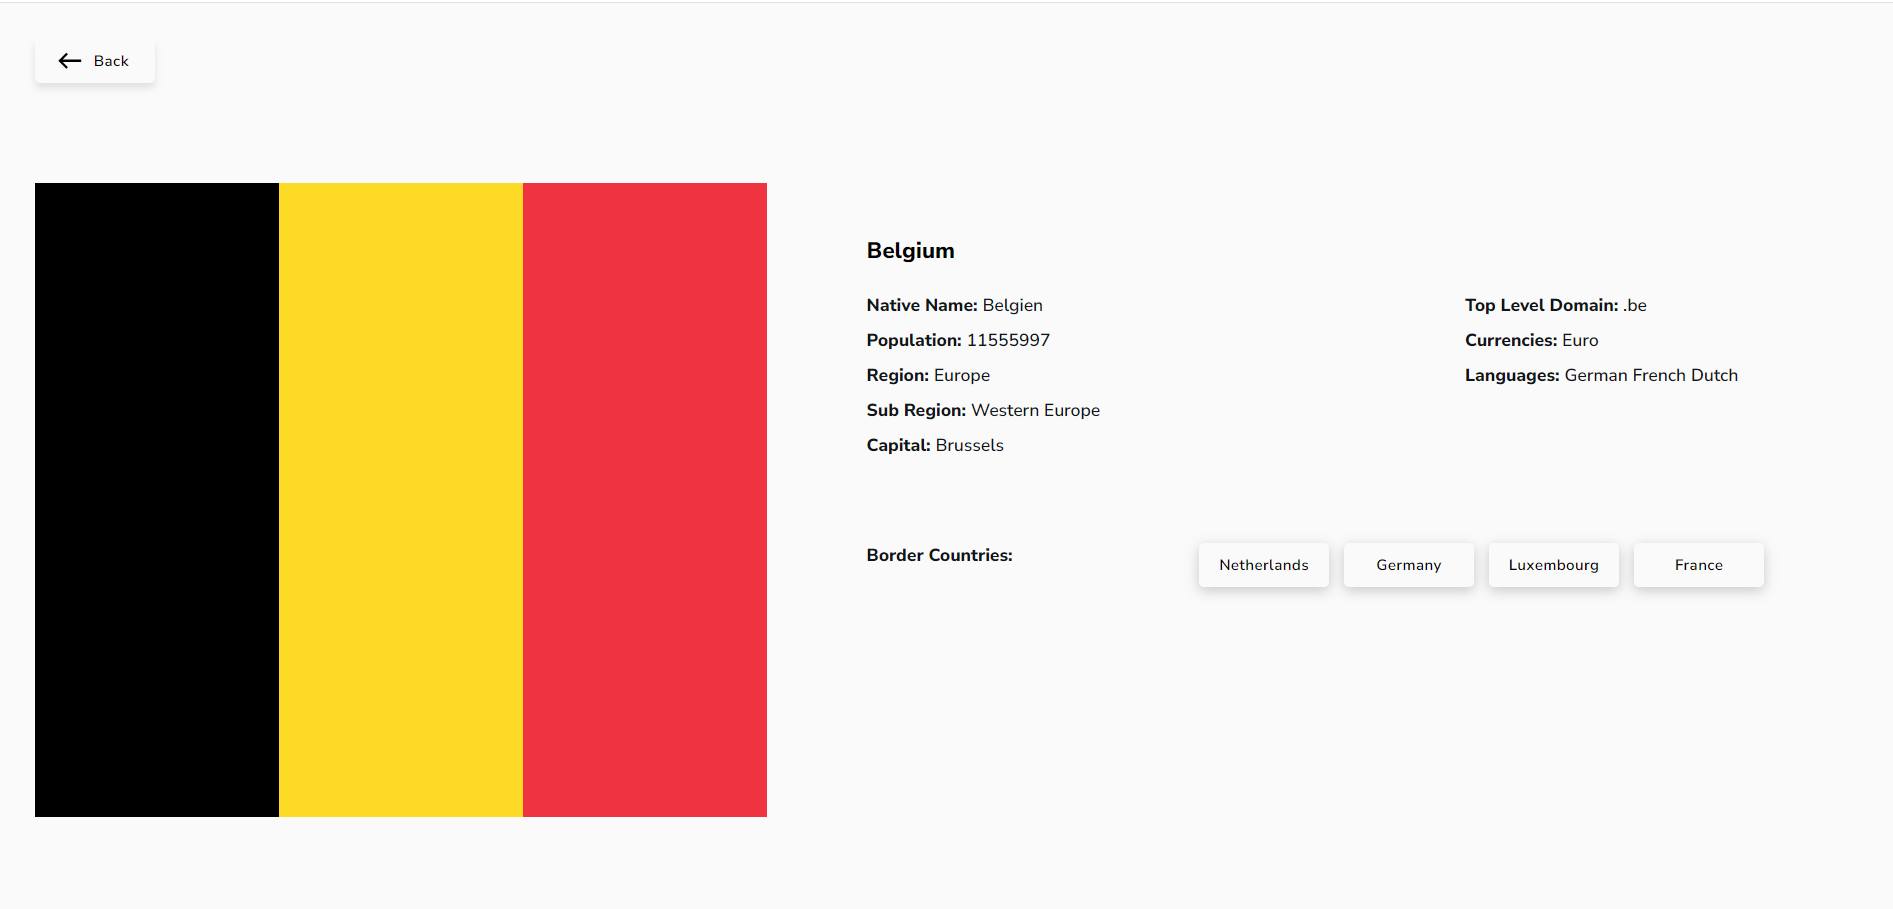 Back
Belgium
Native Name: Belgien
Population: 11555997
Region: Europe
Sub Region: Western Europe
Capital: Brussels
Top Level Domain: .be
Currencies: Euro
Languages: German French Dutch
Border Countries:
Netherlands
Germany
Luxembourg
France